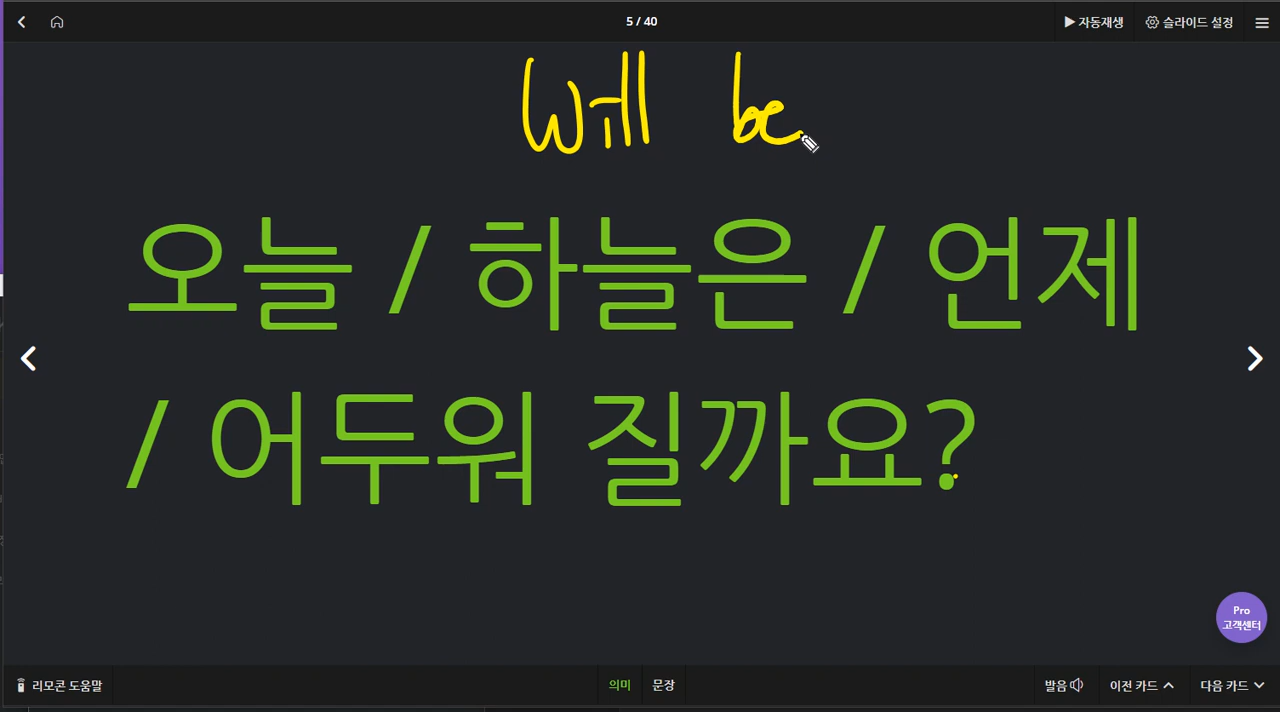 5 / 40
자동재생
슬라이드 설정
Will be
오늘 / 하늘은 / 언제
/ 어두워 질까요?
Pro
고객센터
리모콘 도움말
의미
문장
발음
이전 카드
다음 카드